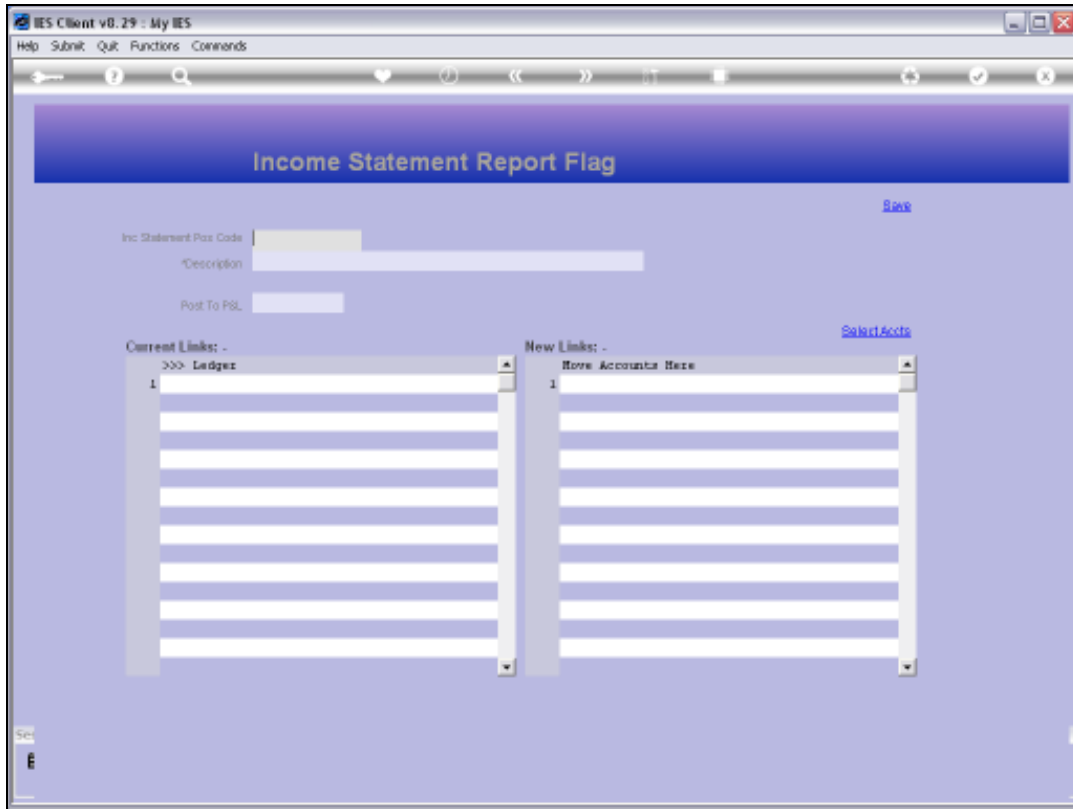 IES Client v8.29 : My IES
Help Submit Quit Functions Commands
Income Statement Report Flag
Save
Inc Statement Pos Code
*Description
Post To P&L
Select Accts
Current Links: -
New Links: -
>>> Ledger
Move Accounts Here
1
1
Ser